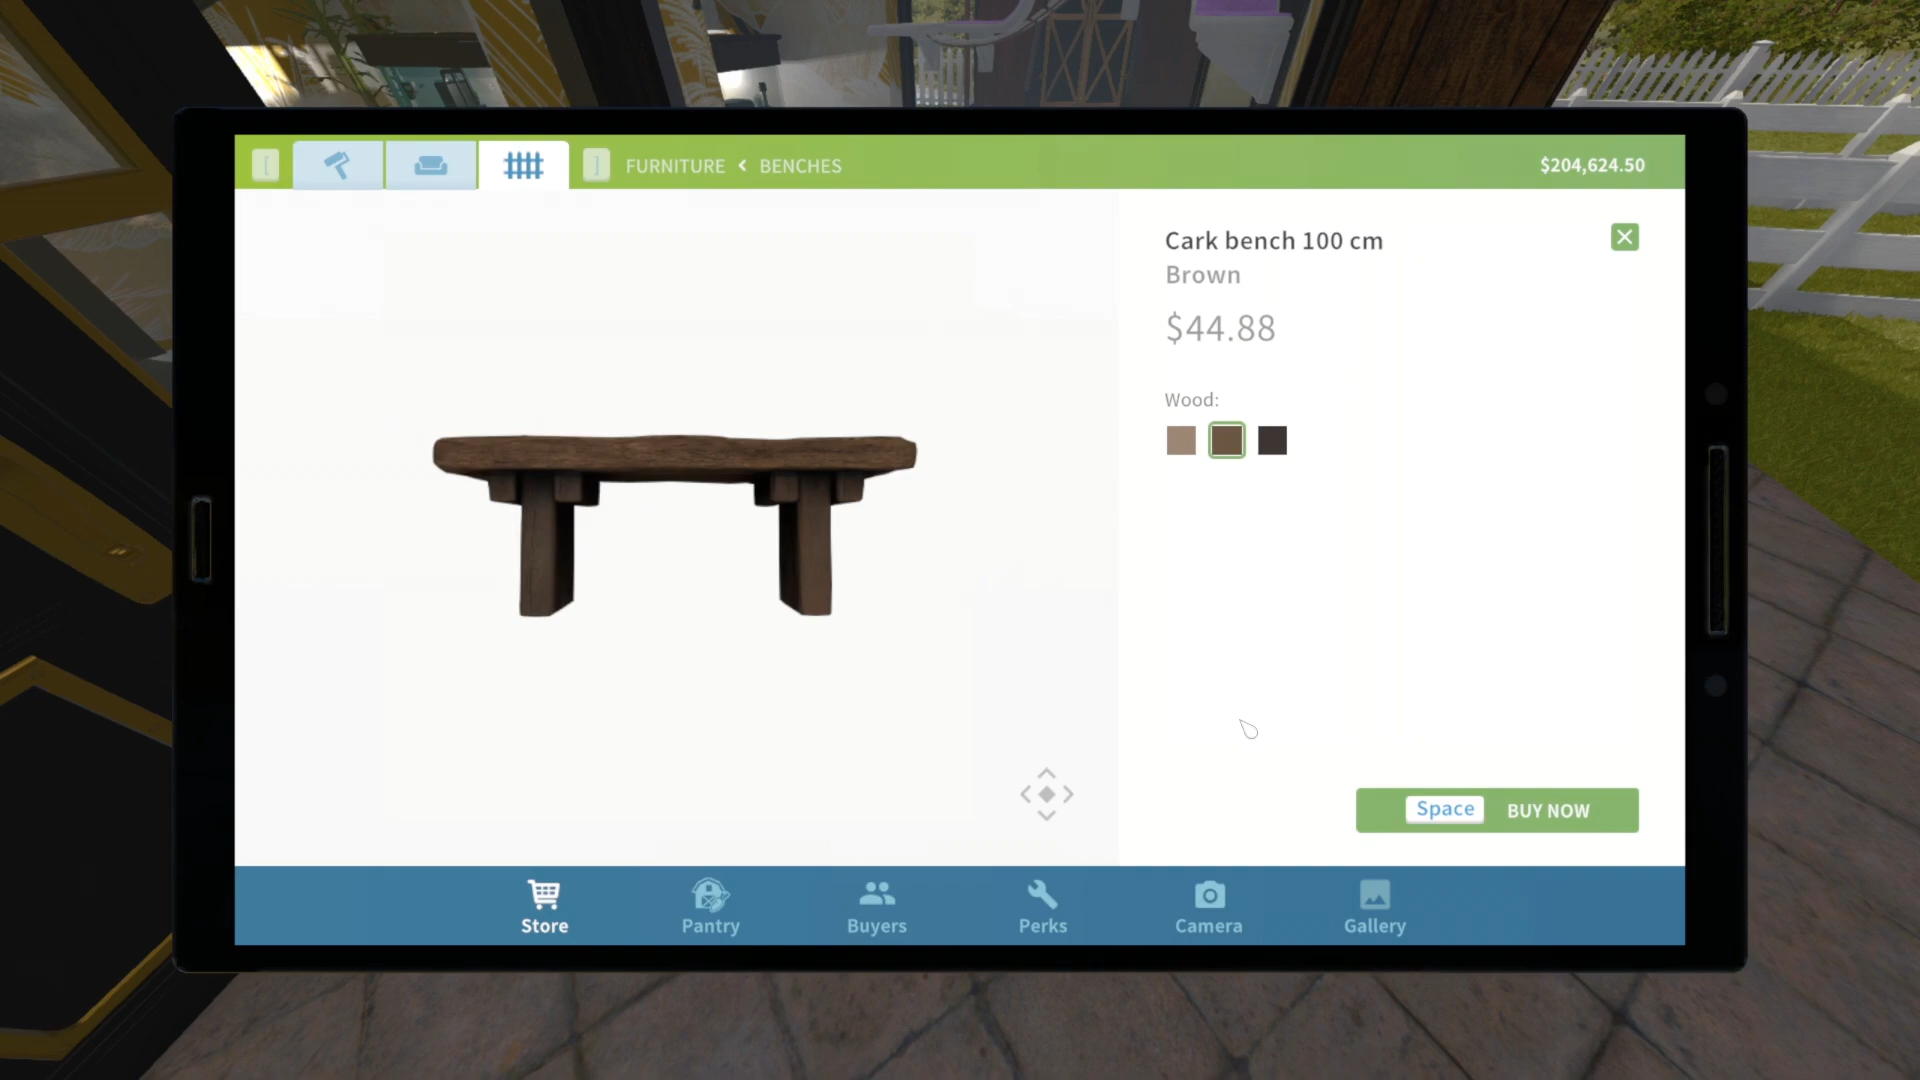 [ ] FURNITURE < BENCHES $204,624.50
Cark bench 100 cm
Brown
$44.88
Wood:
Space BUY NOW
Store Pantry Buyers Perks Camera Gallery